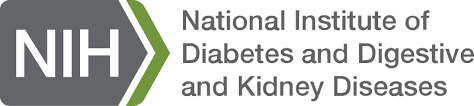 NIH
National Institute of
Diabetes and Digestive
and Kidney Diseases